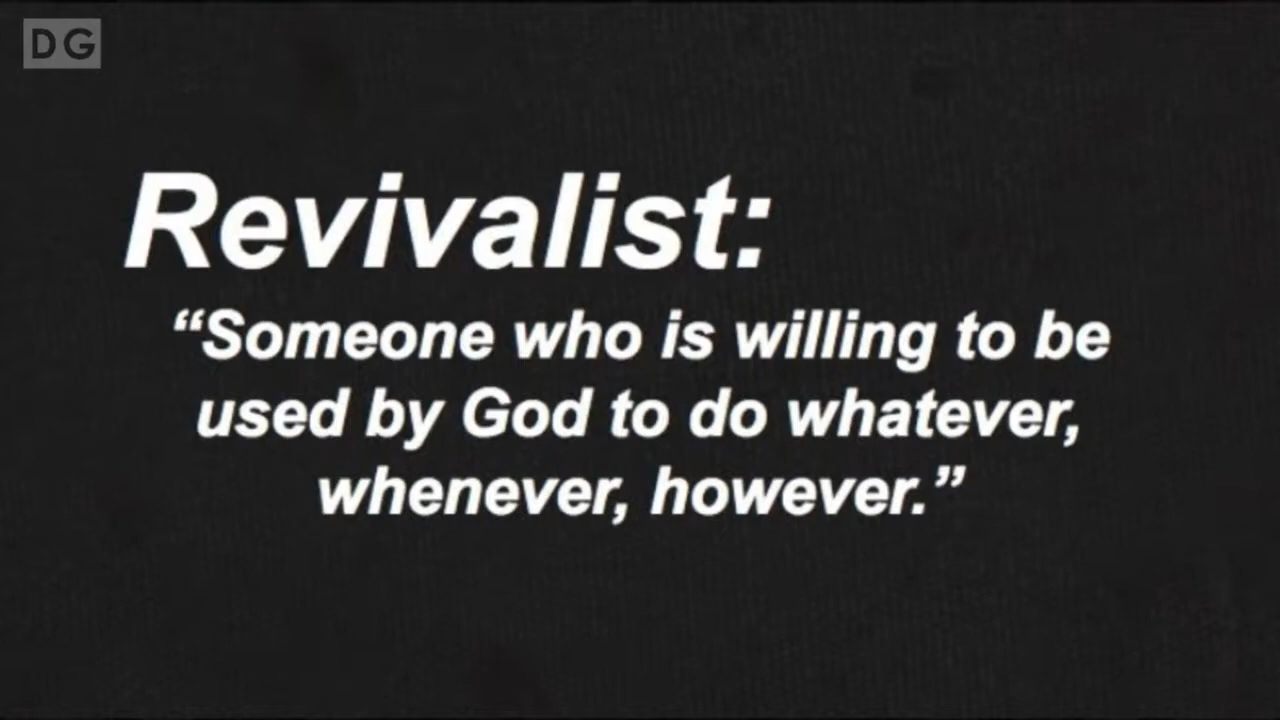 DG
Revivalist:
“Someone who is willing to be
used by God to do whatever,
whenever, however.”